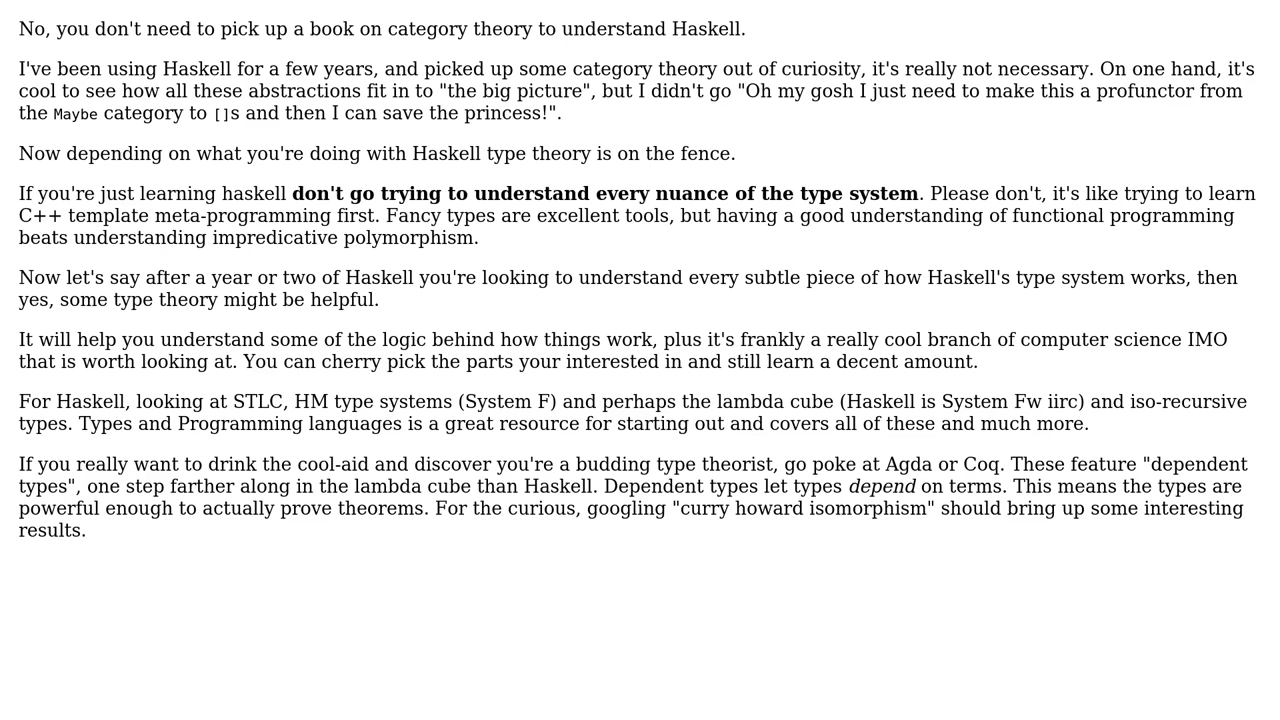 No, you don't need to pick up a book on category theory to understand Haskell.
I've been using Haskell for a few years, and picked up some category theory out of curiosity, it's really not necessary. On one hand, it's
cool to see how all these abstractions fit in to "the big picture", but I didn't go "Oh my gosh I just need to make this a profunctor from
the Maybe category to []s and then I can save the princess!".
Now depending on what you're doing with Haskell type theory is on the fence.
If you're just learning haskell don't go trying to understand every nuance of the type system. Please don't, it's like trying to learn
C++ template meta-programming first. Fancy types are excellent tools, but having a good understanding of functional programming
beats understanding impredicative polymorphism.
Now let's say after a year or two of Haskell you're looking to understand every subtle piece of how Haskell's type system works, then
yes, some type theory might be helpful.
It will help you understand some of the logic behind how things work, plus it's frankly a really cool branch of computer science IMO
that is worth looking at. You can cherry pick the parts your interested in and still learn a decent amount.
For Haskell, looking at STLC, HM type systems (System F) and perhaps the lambda cube (Haskell is System Fw iirc) and iso-recursive
types. Types and Programming languages is a great resource for starting out and covers all of these and much more.
If you really want to drink the cool-aid and discover you're a budding type theorist, go poke at Agda or Coq. These feature "dependent
types", one step farther along in the lambda cube than Haskell. Dependent types let types depend on terms. This means the types are
powerful enough to actually prove theorems. For the curious, googling "curry howard isomorphism" should bring up some interesting
results.